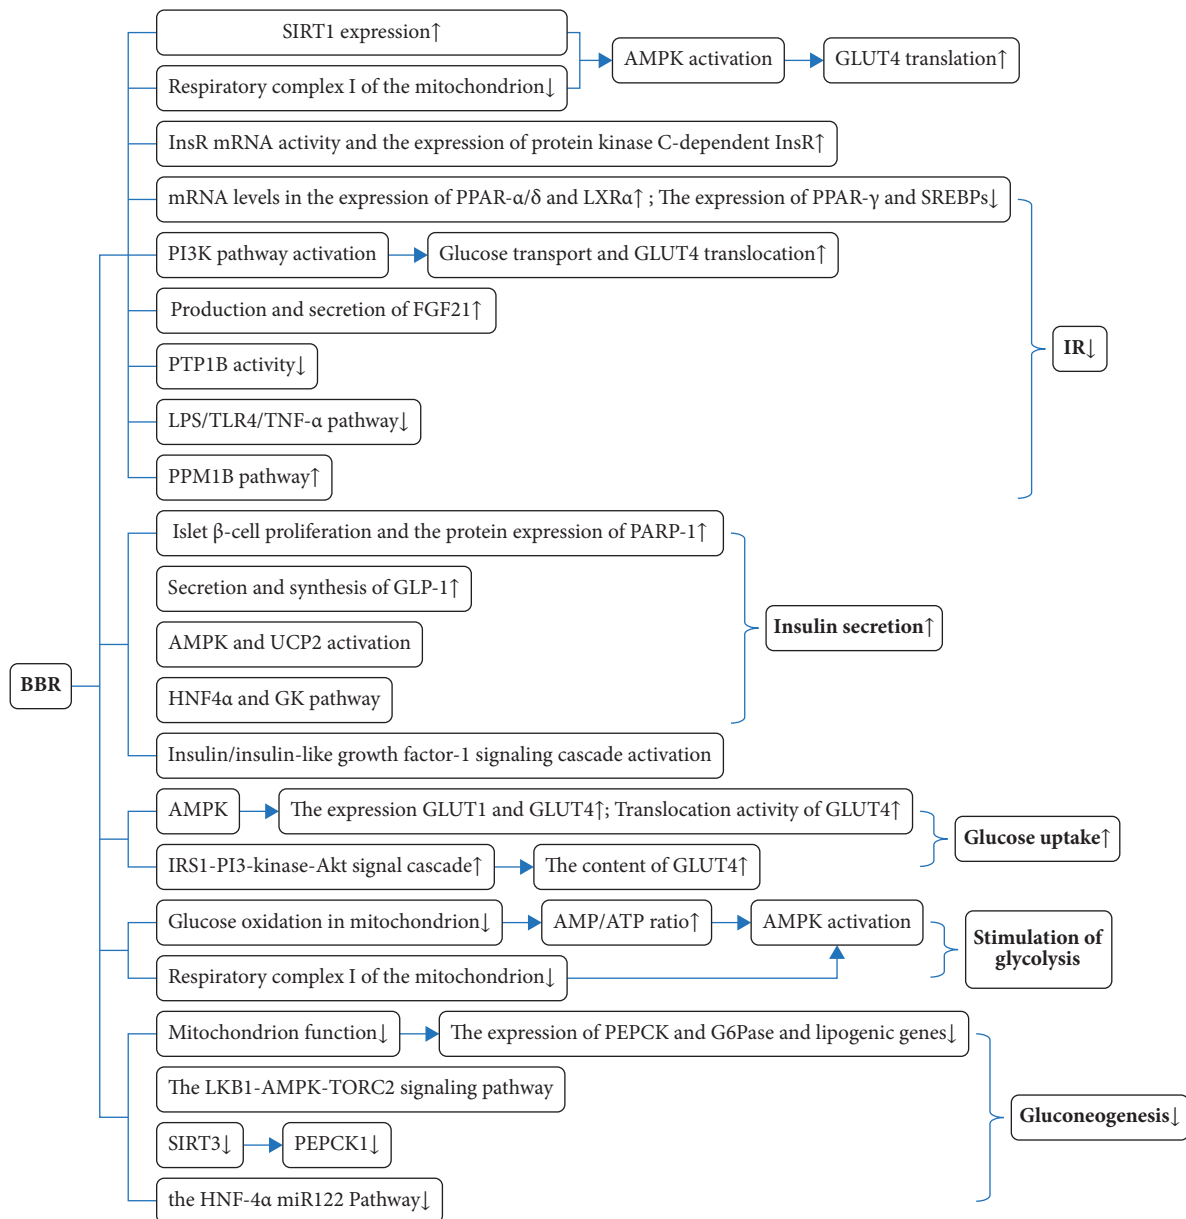 SIRT1 expression↑
AMPK activation
GLUT4 translation↑
Respiratory complex I of the mitochondrion↓
InsR mRNA activity and the expression of protein kinase C-dependent InsR↑
mRNA levels in the expression of PPAR-α/δ and LXRα↑ ; The expression of PPAR-γ and SREBPs↓
PI3K pathway activation
Glucose transport and GLUT4 translocation↑
Production and secretion of FGF21↑
IR↓
PTP1B activity↓
LPS/TLR4/TNF-α pathway↓
PPM1B pathway↑
Islet β-cell proliferation and the protein expression of PARP-1↑
Secretion and synthesis of GLP-1↑
Insulin secretion↑
AMPK and UCP2 activation
BBR
HNF4α and GK pathway
Insulin/insulin-like growth factor-1 signaling cascade activation
AMPK
The expression GLUT1 and GLUT4↑; Translocation activity of GLUT4↑
Glucose uptake↑
IRS1-PI3-kinase-Akt signal cascade↑
The content of GLUT4↑
Glucose oxidation in mitochondrion↓
AMP/ATP ratio↑
AMPK activation
Stimulation of
glycolysis
Respiratory complex I of the mitochondrion↓
Mitochondrion function↓
The expression of PEPCK and G6Pase and lipogenic genes↓
The LKB1-AMPK-TORC2 signaling pathway
Gluconeogenesis↓
SIRT3↓
PEPCK1↓
the HNF-4α miR122 Pathway↓